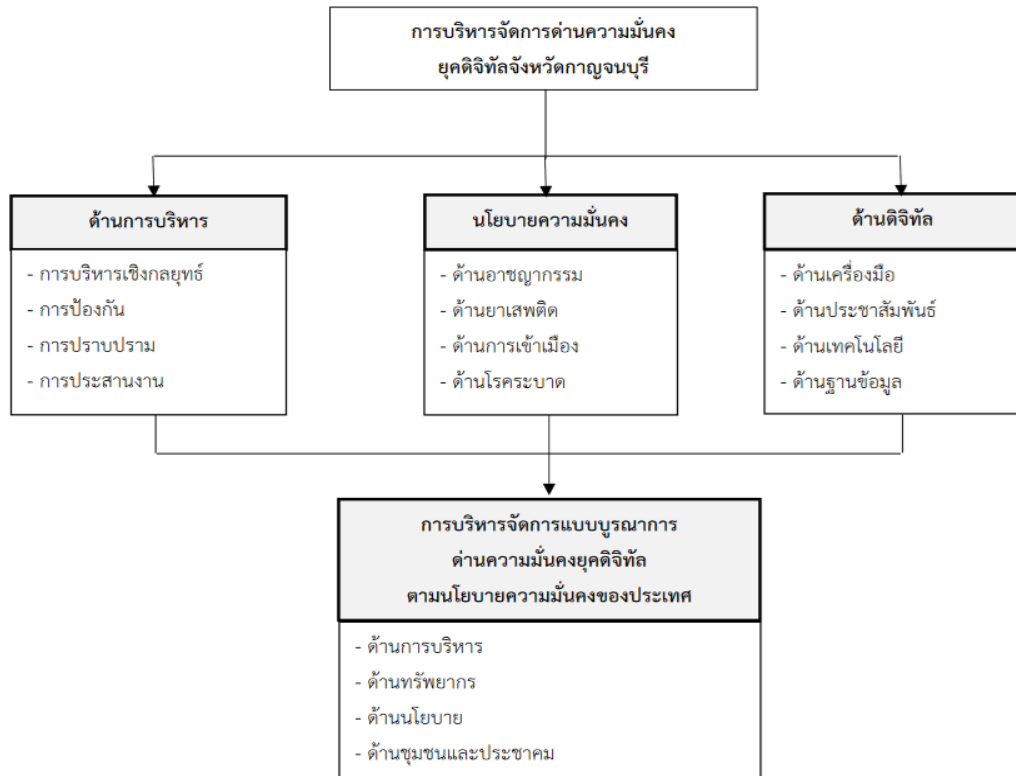 การบริหารจัดการด่านความมั่นคง
ยุคดิจิทัลจังหวัดกาญจนบุรี
ด้านการบริหาร
- การบริหารเชิงกลยุทธ์
- การป้องกัน
- การปราบปราม
- การประสานงาน
นโยบายความมั่นคง
- ด้านอาชญากรรม
- ด้านยาเสพติด
- ด้านการเข้าเมือง
- ด้านโรคระบาด
ด้านดิจิทัล
- ด้านเครื่องมือ
- ด้านประชาสัมพันธ์
- ด้านเทคโนโลยี
- ด้านฐานข้อมูล
การบริหารจัดการแบบบูรณาการ
ด่านความมั่นคงยุคดิจิทัล
ตามนโยบายความมั่นคงของประเทศ
- ด้านการบริหาร
- ด้านทรัพยากร
- ด้านนโยบาย
- ด้านชุมชนและประชาคม